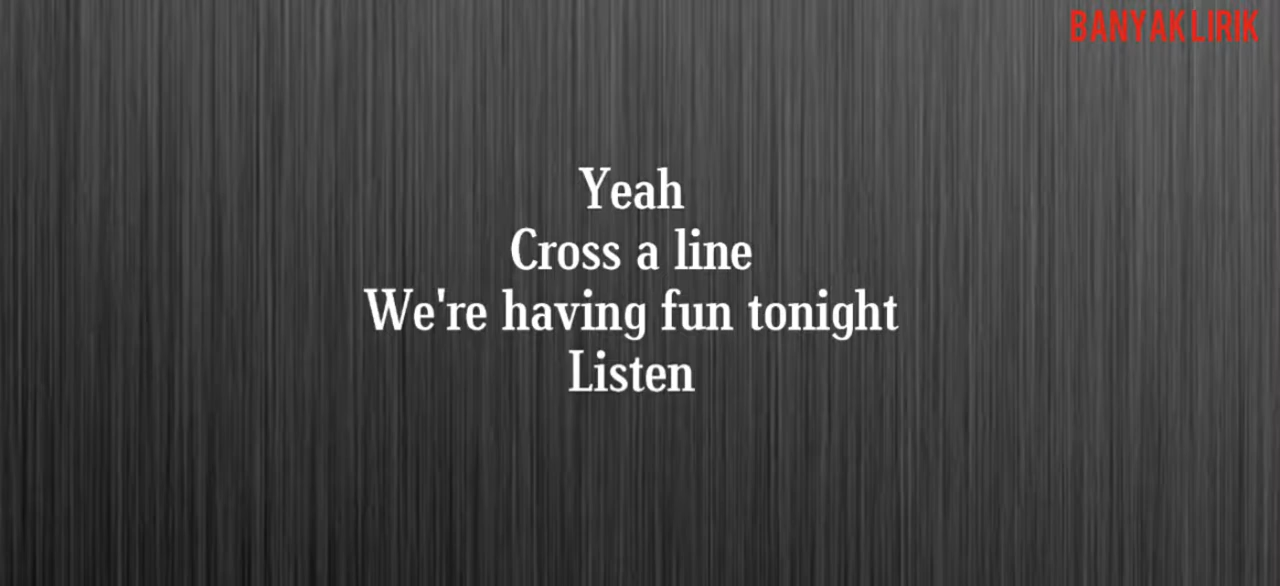 BANYAK LIRIK
Yeah
Cross a line
We're having fun tonight
Listen